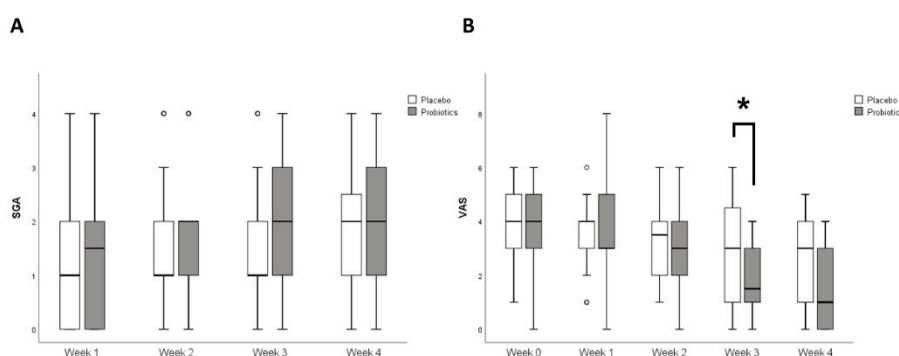 A
B
Placebo
Probiotics
SGA
4
3
2
1
0
Week 1
Week 2
Week 3
Week 4
Placebo
Probiotic
*
VAS
8
6
4
2
0
Week 0
Week 1
Week 2
Week 3
Week 4